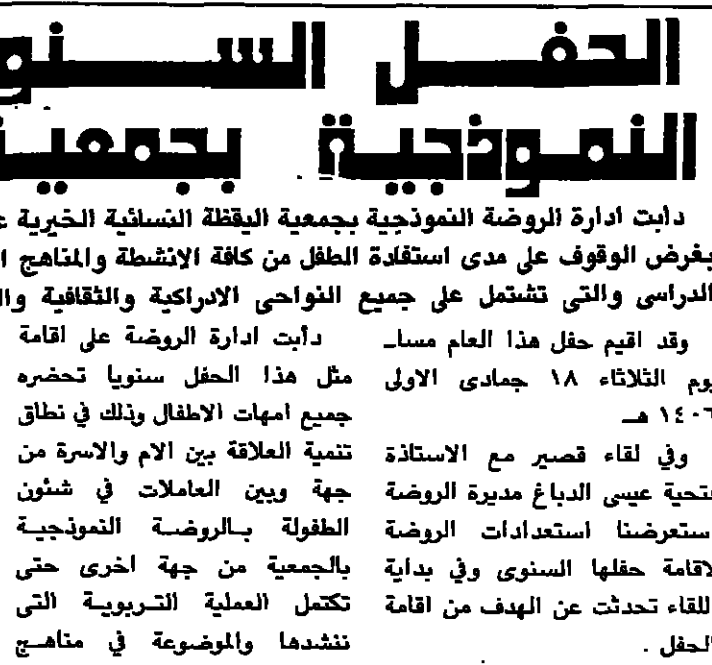 الحفل السنو
النموذجية بجمعية
دأبت ادارة الروضة النموذجية بجمعية اليقظة النسائية الخيرية
بغرض الوقوف على مدى استفادة الطفل من كافة الانشطة والمناهج
الدراسى والتى تشتمل على جميع النواحى الادراكية والثقافية
وقد اقيم حفل هذا العام مسا
يوم الثلاثاء ١٨ جمادى الاولى
١٤٠٦ هـ
وفي لقاء قصير مع الاستاذة
فتحية عيسى الدباغ مديرة الروضة
استعرضنا استعدادات الروضة
لاقامة حفلها السنوى وفي بداية
اللقاء تحدثت عن الهدف من اقامة
الحفل .
دأبت ادارة الروضة على اقامة
مثل هذا الحفل سنويا تحضره
جميع امهات الاطفال وذلك في نطاق
تنمية العلاقة بين الام والاسرة من
جهة وبين العاملات في شئون
الطفولة بالروضة النموذجية
بالجمعية من جهة اخرى حتى
تكتمل العملية التربوية التى
ننشدها والموضوعة في مناهج